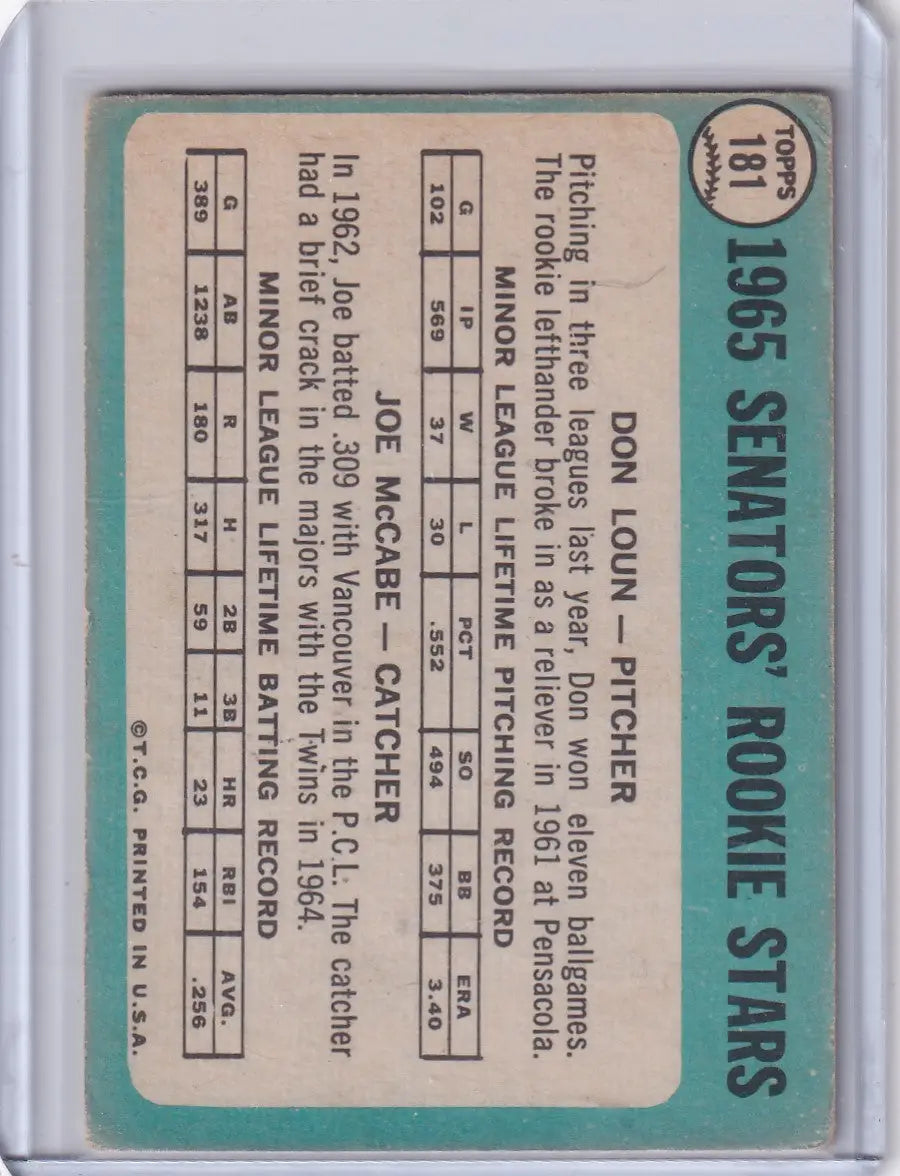 TOPPS
181
1965 SENATORS' ROOKIE STARS
DON LOUN — PITCHER
Pitching in three leagues last year, Don won eleven ballgames.
The rookie lefthander broke in as a reliever in 1961 at Pensacola.
MINOR LEAGUE LIFETIME PITCHING RECORD
G IP W L PCT SO BB ERA
102 569 37 30 .552 494 375 3.40
JOE McCABE — CATCHER
In 1962, Joe batted .309 with Vancouver in the P.C.L. The catcher
had a brief crack in the majors with the Twins in 1964.
MINOR LEAGUE LIFETIME BATTING RECORD
G AB R H 2B 3B HR RBI AVG.
389 1238 180 317 59 11 23 154 .256
©T.C.G. PRINTED IN U.S.A.